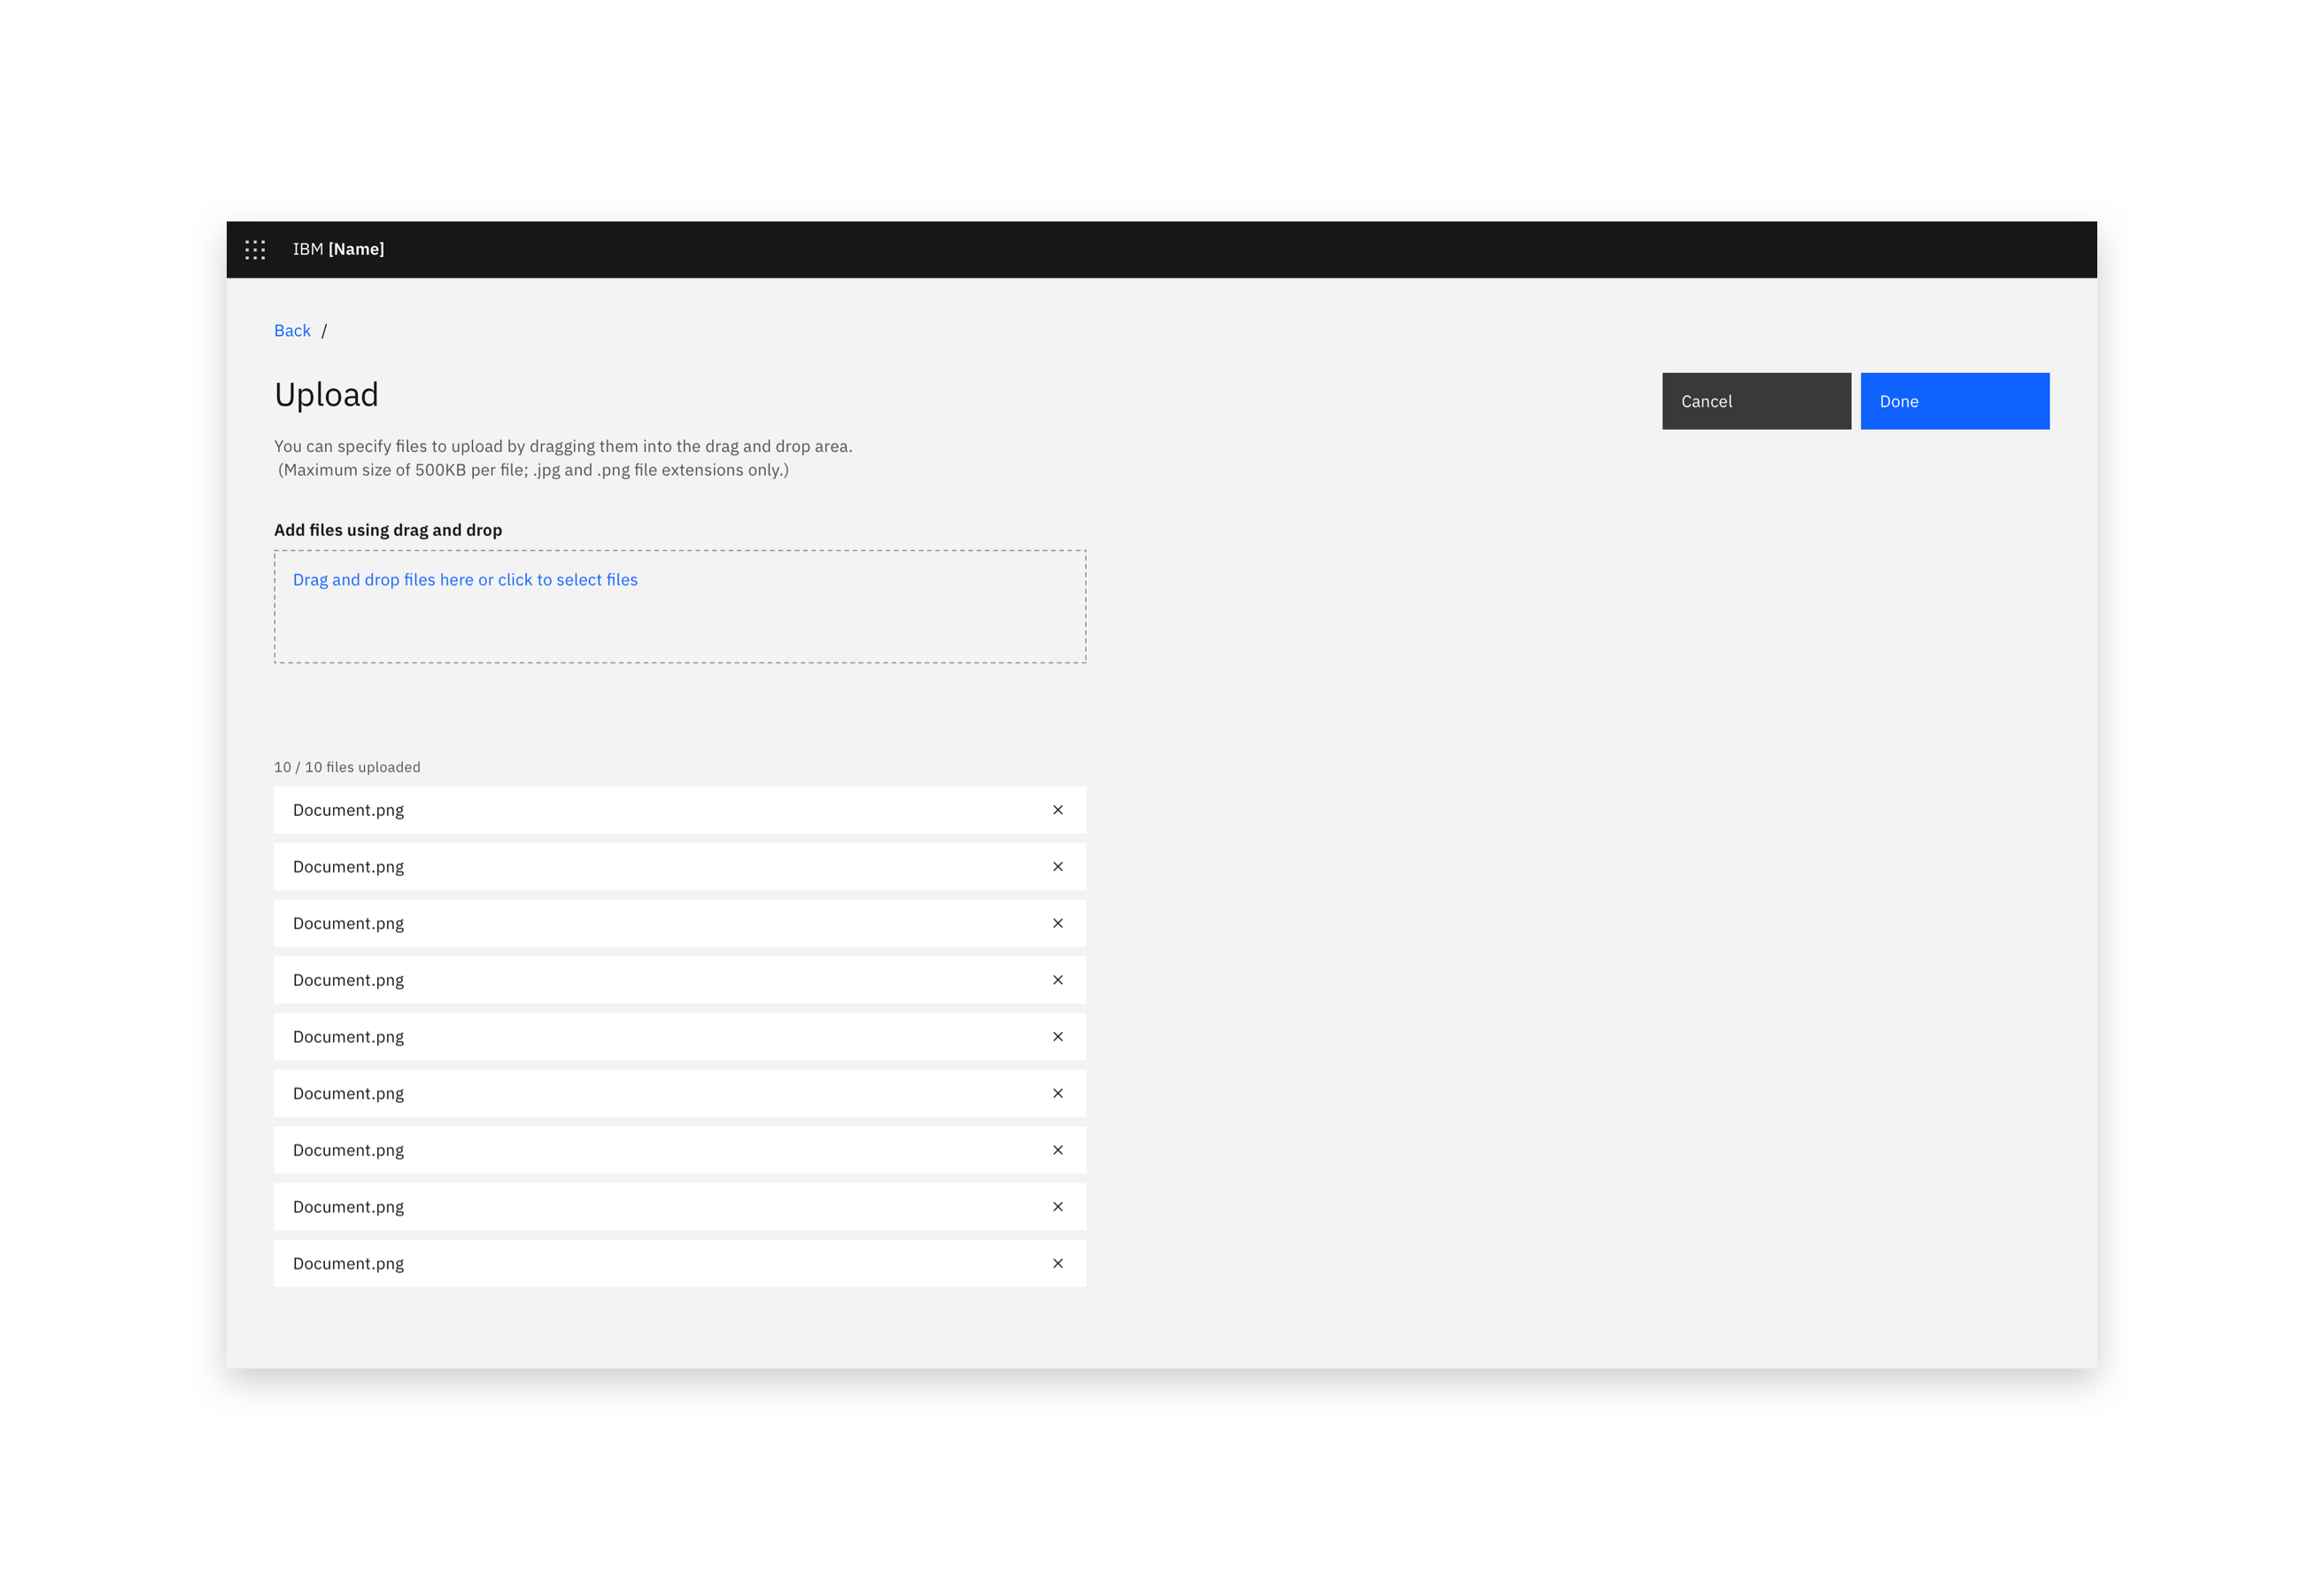 IBM [Name]
Back /
Upload
Cancel
Done
You can specify files to upload by dragging them into the drag and drop area.
(Maximum size of 500KB per file; .jpg and .png file extensions only.)
Add files using drag and drop
Drag and drop files here or click to select files
10 / 10 files uploaded
Document.png
Document.png
Document.png
Document.png
Document.png
Document.png
Document.png
Document.png
Document.png